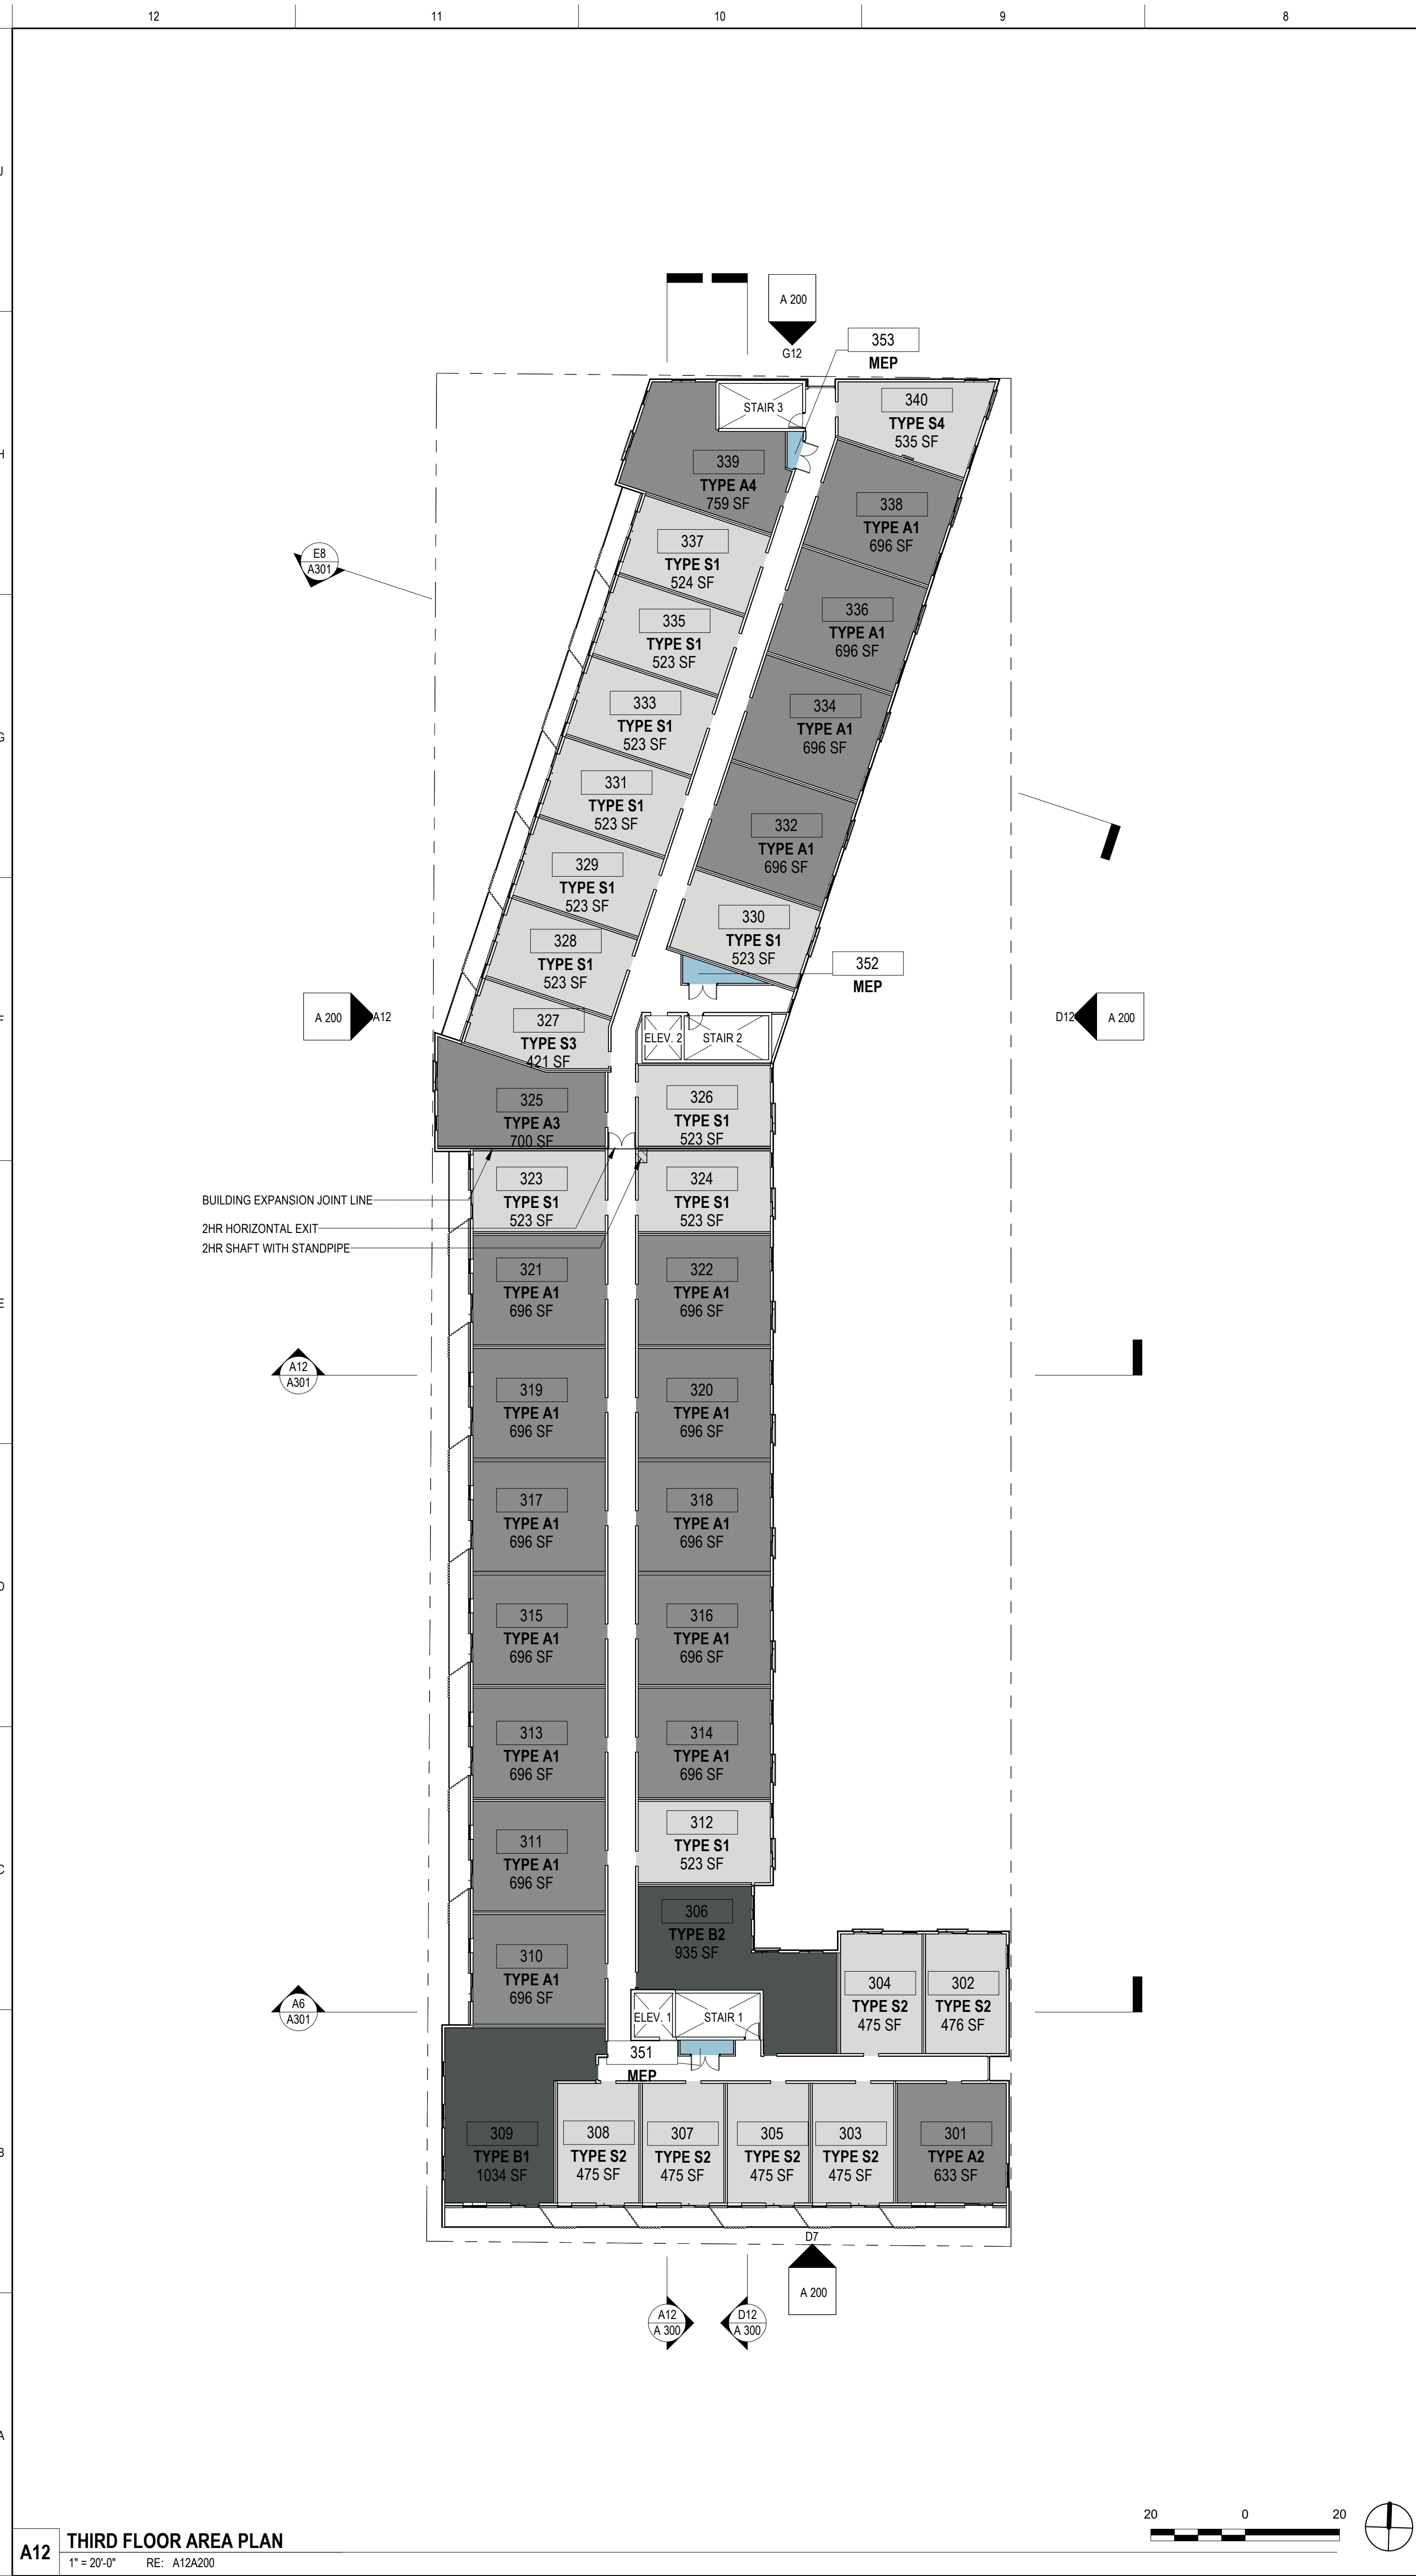 12
11
10
9
8
J
H
G
F
E
D
C
B
A
A 200
G12
353
MEP
STAIR 3
340
TYPE S4
535 SF
339
TYPE A4
759 SF
338
TYPE A1
696 SF
337
TYPE S1
524 SF
E8
A301
336
TYPE A1
696 SF
335
TYPE S1
523 SF
334
TYPE A1
696 SF
333
TYPE S1
523 SF
331
TYPE S1
523 SF
332
TYPE A1
696 SF
329
TYPE S1
523 SF
330
TYPE S1
523 SF
328
TYPE S1
523 SF
352
MEP
A 200
A12
327
TYPE S3
421 SF
ELEV. 2
STAIR 2
D12
A 200
325
TYPE A3
700 SF
326
TYPE S1
523 SF
323
TYPE S1
523 SF
324
TYPE S1
523 SF
BUILDING EXPANSION JOINT LINE
2HR HORIZONTAL EXIT
2HR SHAFT WITH STANDPIPE
321
TYPE A1
696 SF
322
TYPE A1
696 SF
A12
A301
319
TYPE A1
696 SF
320
TYPE A1
696 SF
317
TYPE A1
696 SF
318
TYPE A1
696 SF
315
TYPE A1
696 SF
316
TYPE A1
696 SF
313
TYPE A1
696 SF
314
TYPE A1
696 SF
311
TYPE A1
696 SF
312
TYPE S1
523 SF
306
TYPE B2
935 SF
310
TYPE A1
696 SF
304
TYPE S2
475 SF
302
TYPE S2
476 SF
A6
A301
ELEV. 1
STAIR 1
351
MEP
309
TYPE B1
1034 SF
308
TYPE S2
475 SF
307
TYPE S2
475 SF
305
TYPE S2
475 SF
303
TYPE S2
475 SF
301
TYPE A2
633 SF
D7
A 200
A12
A 300
D12
A 300
20 0 20
A12
THIRD FLOOR AREA PLAN
1" = 20'-0" RE: A12A200